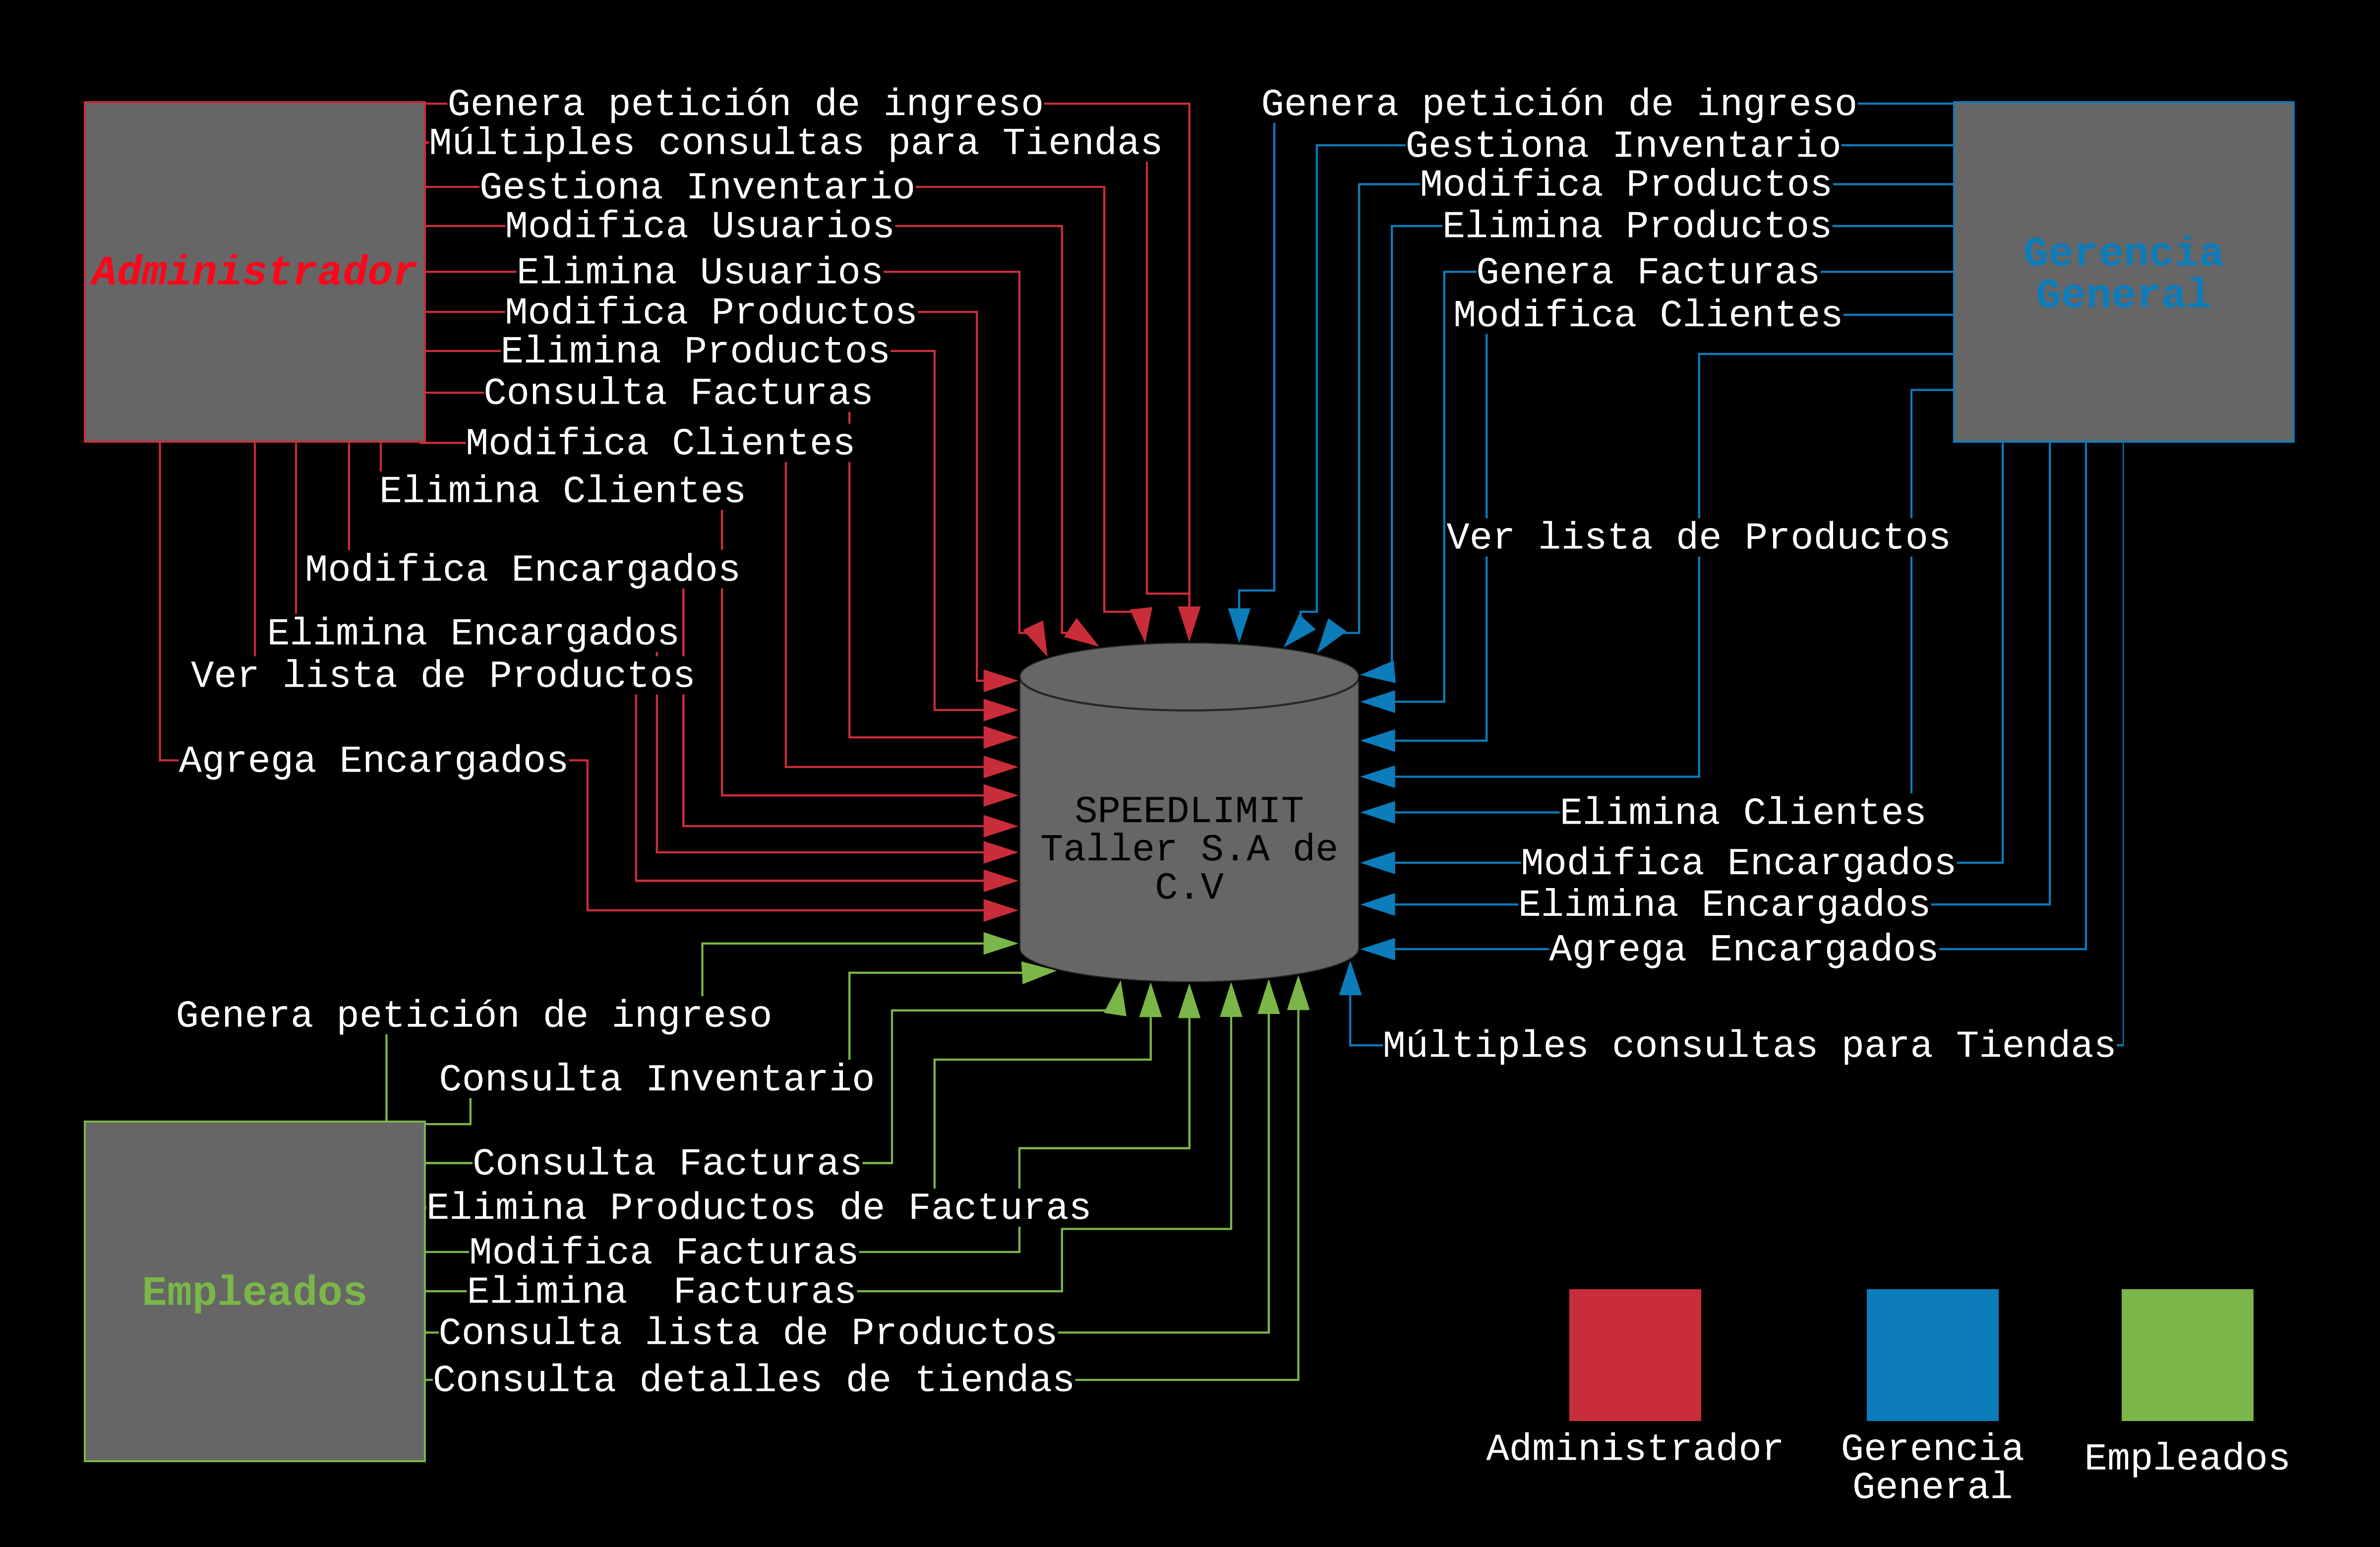 Genera petición de ingreso
Múltiples consultas para Tiendas
Gestiona Inventario
Modifica Usuarios
Administrador
Elimina Usuarios
Modifica Productos
Elimina Productos
Consulta Facturas
Modifica Clientes
Elimina Clientes
Modifica Encargados
Elimina Encargados
Ver lista de Productos
Agrega Encargados
Genera petición de ingreso
Gestiona Inventario
Modifica Productos
Elimina Productos
Genera Facturas
Modifica Clientes
Gerencia
General
Ver lista de Productos
Elimina Clientes
Modifica Encargados
Elimina Encargados
Agrega Encargados
Múltiples consultas para Tiendas
SPEEDLIMIT
Taller S.A de
C.V
Genera petición de ingreso
Consulta Inventario
Consulta Facturas
Elimina Productos de Facturas
Modifica Facturas
Empleados
Elimina  Facturas
Consulta lista de Productos
Consulta detalles de tiendas
Administrador
Gerencia
General
Empleados